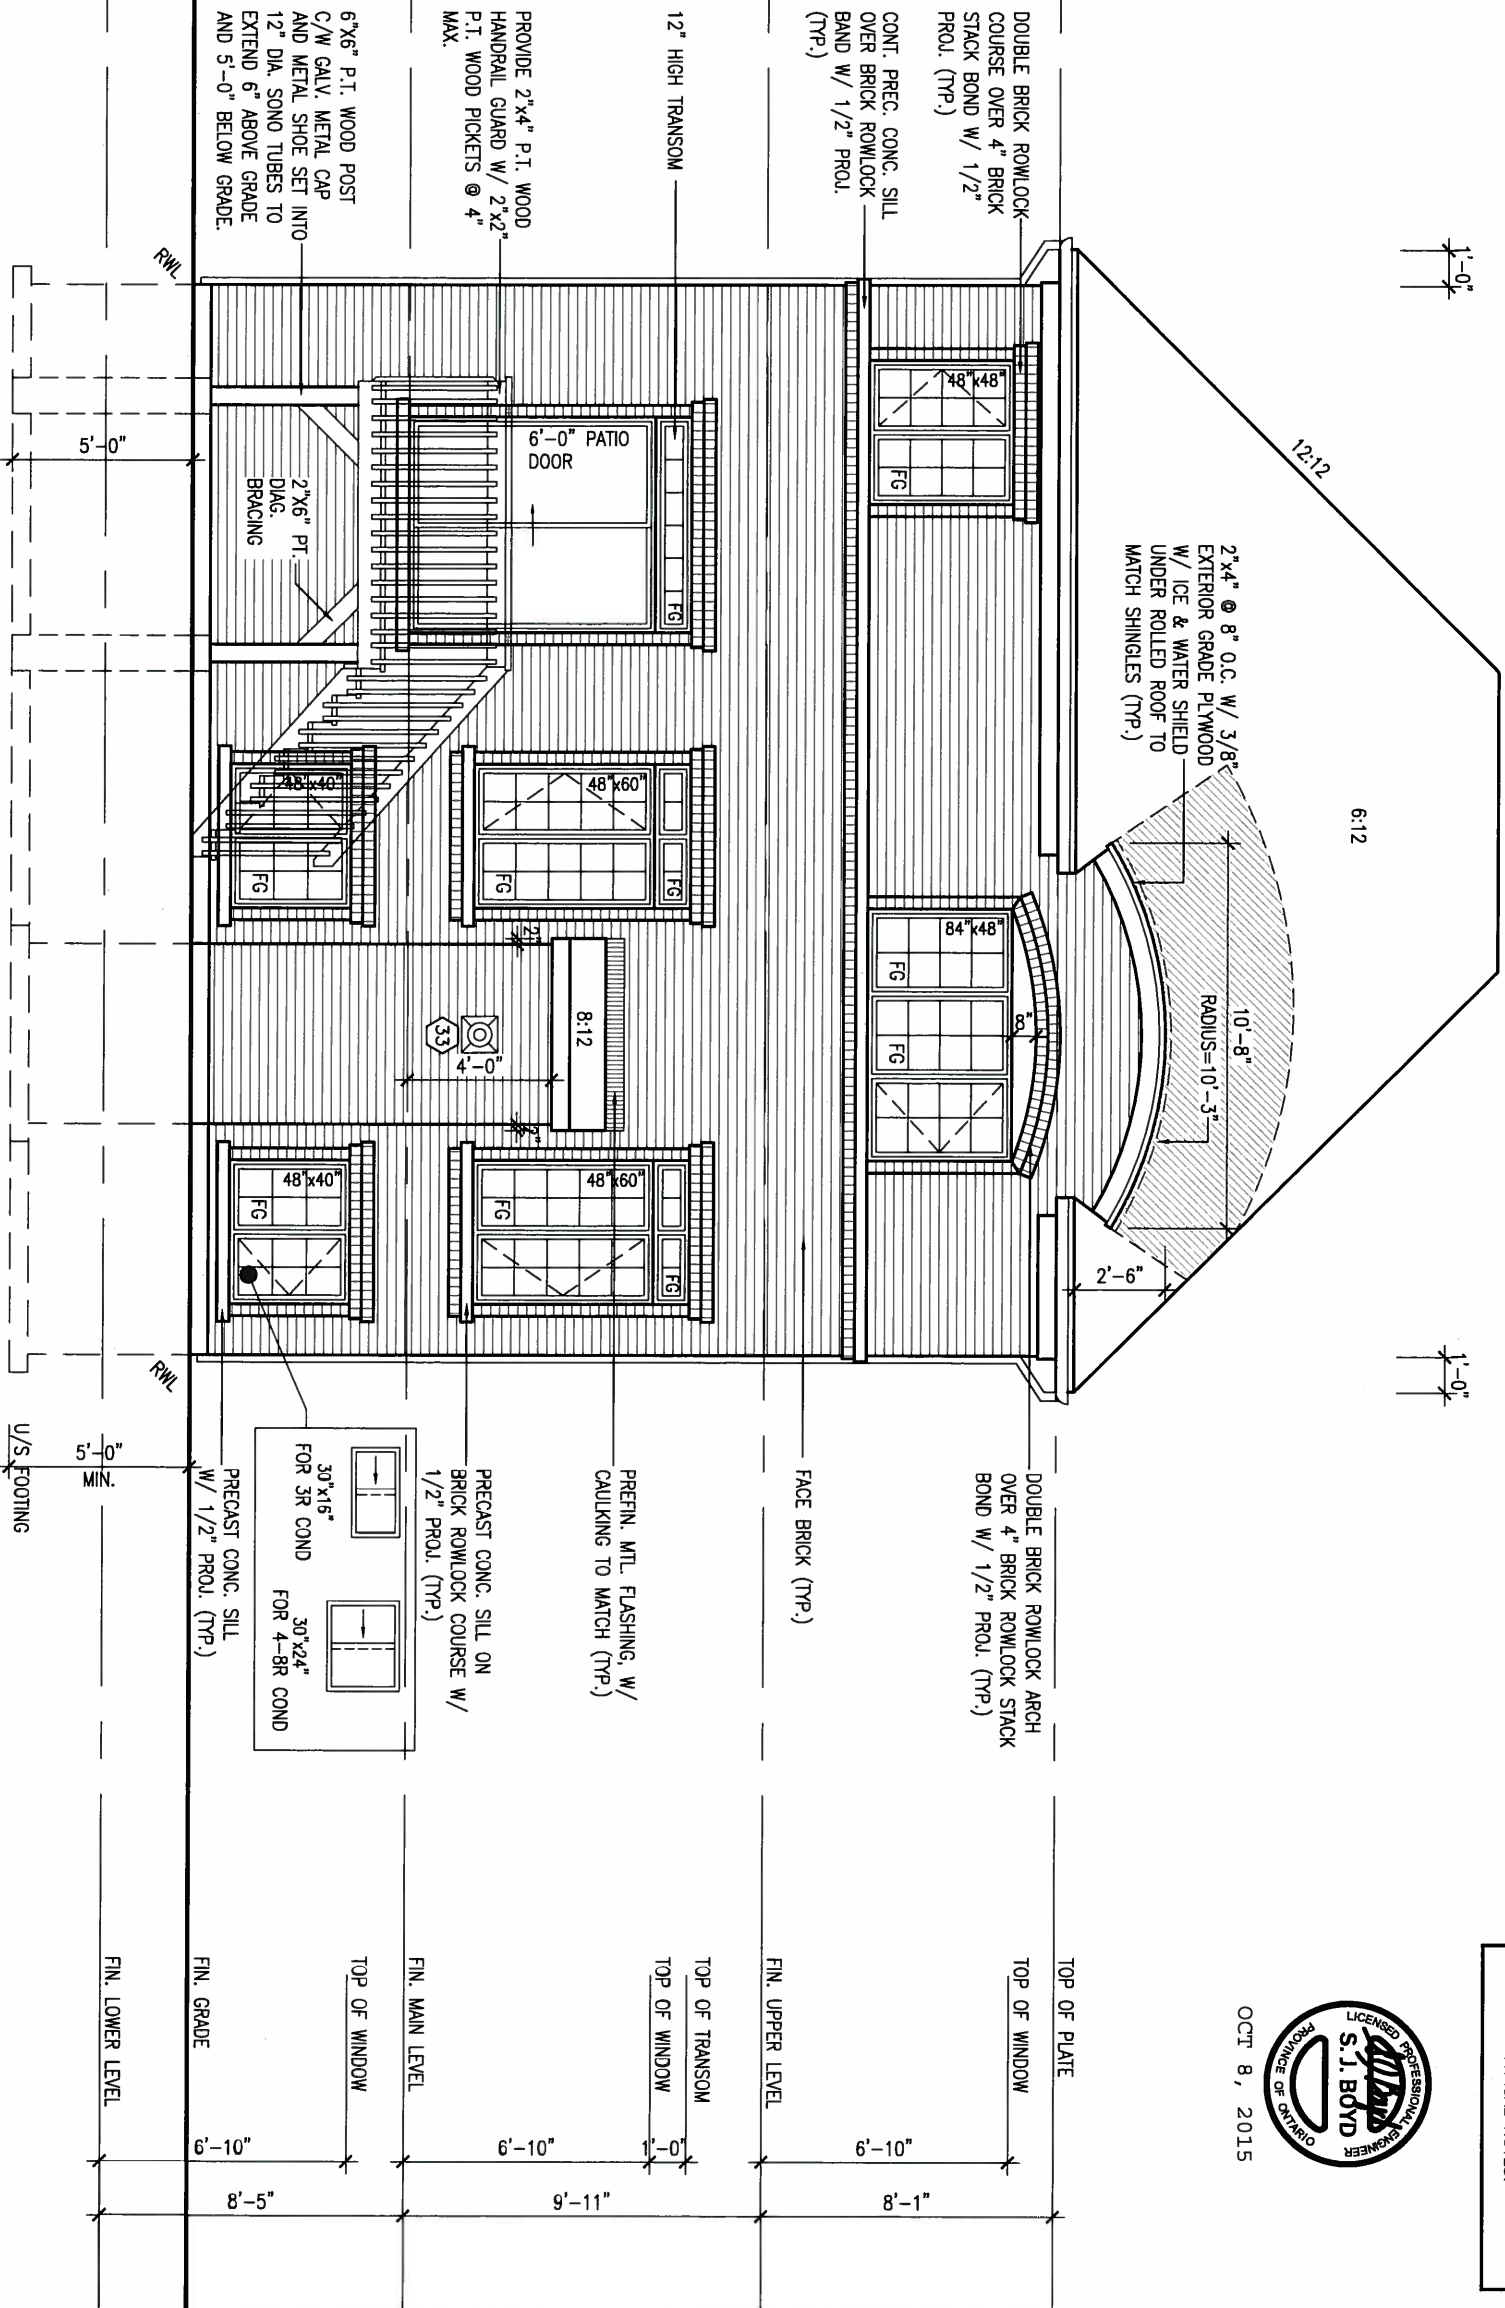 1'-0"
1'-0"
12:12
6:12
2"x4" @ 8" O.C. W/ 3/8"
EXTERIOR GRADE PLYWOOD
W/ ICE & WATER SHIELD
UNDER ROLLED ROOF TO
MATCH SHINGLES (TYP.)
10'-8"
RADIUS=10'-3"
2'-6"
DOUBLE BRICK ROWLOCK
COURSE OVER 4" BRICK
STACK BOND W/ 1/2"
PROJ. (TYP.)
CONT. PREC. CONC. SILL
OVER BRICK ROWLOCK
BAND W/ 1/2" PROJ.
(TYP.)
12" HIGH TRANSOM
PROVIDE 2"x4" P.T. WOOD
HANDRAIL GUARD W/ 2"x2"
P.T. WOOD PICKETS @ 4"
MAX.
6"X6" P.T. WOOD POST
C/W GALV. METAL CAP
AND METAL SHOE SET INTO
12" DIA. SONO TUBES TO
EXTEND 6" ABOVE GRADE
AND 5'-0" BELOW GRADE.
48"x48"
FG
84"x48"
FG
FG
8"
6'-0" PATIO
DOOR
FG
48"x60"
FG
FG
8:12
2"
2"
33
4'-0"
48"x60"
FG
FG
2"X6" PT.
DIAG.
BRACING
48"x40"
FG
48"x40"
FG
RWL
RWL
5'-0"
5'-0"
MIN.
U/S FOOTING
DOUBLE BRICK ROWLOCK ARCH
OVER 4" BRICK ROWLOCK STACK
BOND W/ 1/2" PROJ. (TYP.)
FACE BRICK (TYP.)
PREFIN. MTL. FLASHING, W/
CAULKING TO MATCH (TYP.)
PRECAST CONC. SILL ON
BRICK ROWLOCK COURSE W/
1/2" PROJ. (TYP.)
30"x16"
FOR 3R COND
30"x24"
FOR 4-8R COND
PRECAST CONC. SILL
W/ 1/2" PROJ. (TYP.)
LICENSED PROFESSIONAL ENGINEER
S. J. BOYD
PROVINCE OF ONTARIO
OCT 8, 2015
TOP OF PLATE
TOP OF WINDOW
FIN. UPPER LEVEL
TOP OF TRANSOM
TOP OF WINDOW
FIN. MAIN LEVEL
TOP OF WINDOW
FIN. GRADE
FIN. LOWER LEVEL
6'-10"
1'-0"
6'-10"
6'-10"
8'-1"
9'-11"
8'-5"